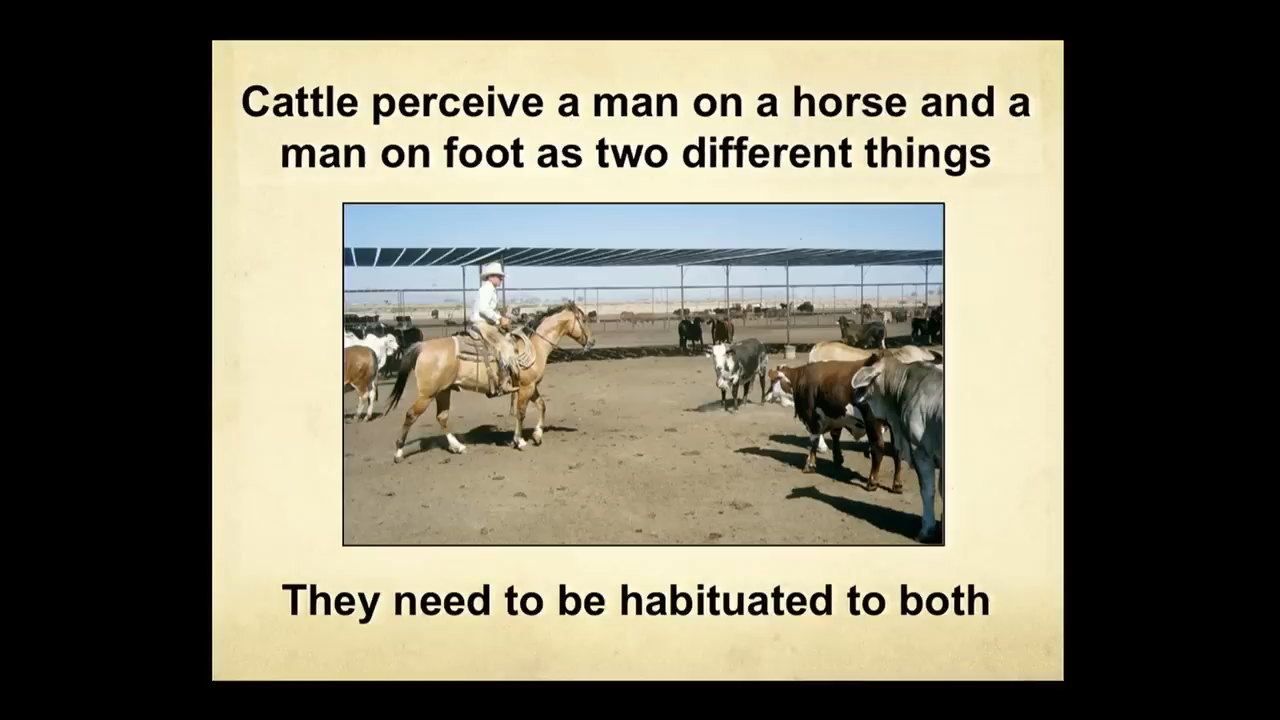 Cattle perceive a man on a horse and a
man on foot as two different things
They need to be habituated to both